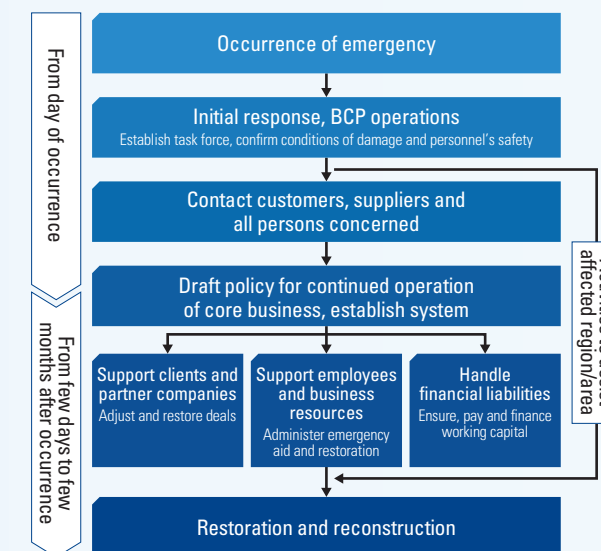 From day of occurrence
Occurrence of emergency
Initial response, BCP operations
Establish task force, confirm conditions of damage and personnel's safety
Contact customers, suppliers and
all persons concerned
Draft policy for continued operation
of core business, establish system
affected region/area
From few days to few
months after occurrence
Support clients and
partner companies
Adjust and restore deals
Support employees
and business
resources
Administer emergency
aid and restoration
Handle
financial liabilities
Ensure, pay and finance
working capital
Restoration and reconstruction